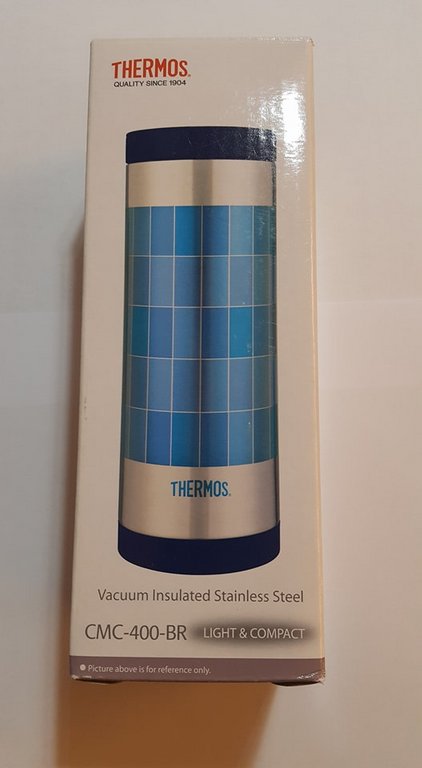 THERMOS®
QUALITY SINCE 1904
THERMOS®
Vacuum Insulated Stainless Steel
CMC-400-BR LIGHT & COMPACT
Picture above is for reference only.